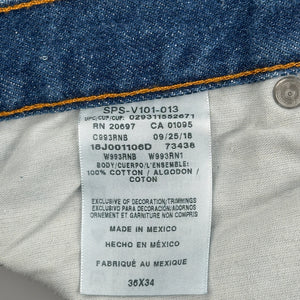 SPS-V101-013
UPC/CUP/CUP: 029311552671
RN 20697 CA 01095
C993RNB 09/25/18
18J001106D 73438
W993RNB W993RN1
BODY/CUERPO/L'ENSEMBLE:
100% COTTON / ALGODON /
COTON
EXCLUSIVE OF DECORATION/TRIMMINGS
EXCLUSIVO DE DECORACIÓN/ADORNOS
ORNEMENT ET GARNITURE NON COMPRIS
MADE IN MEXICO
HECHO EN MÉXICO
FABRIQUÉ AU MEXIQUE
36X34